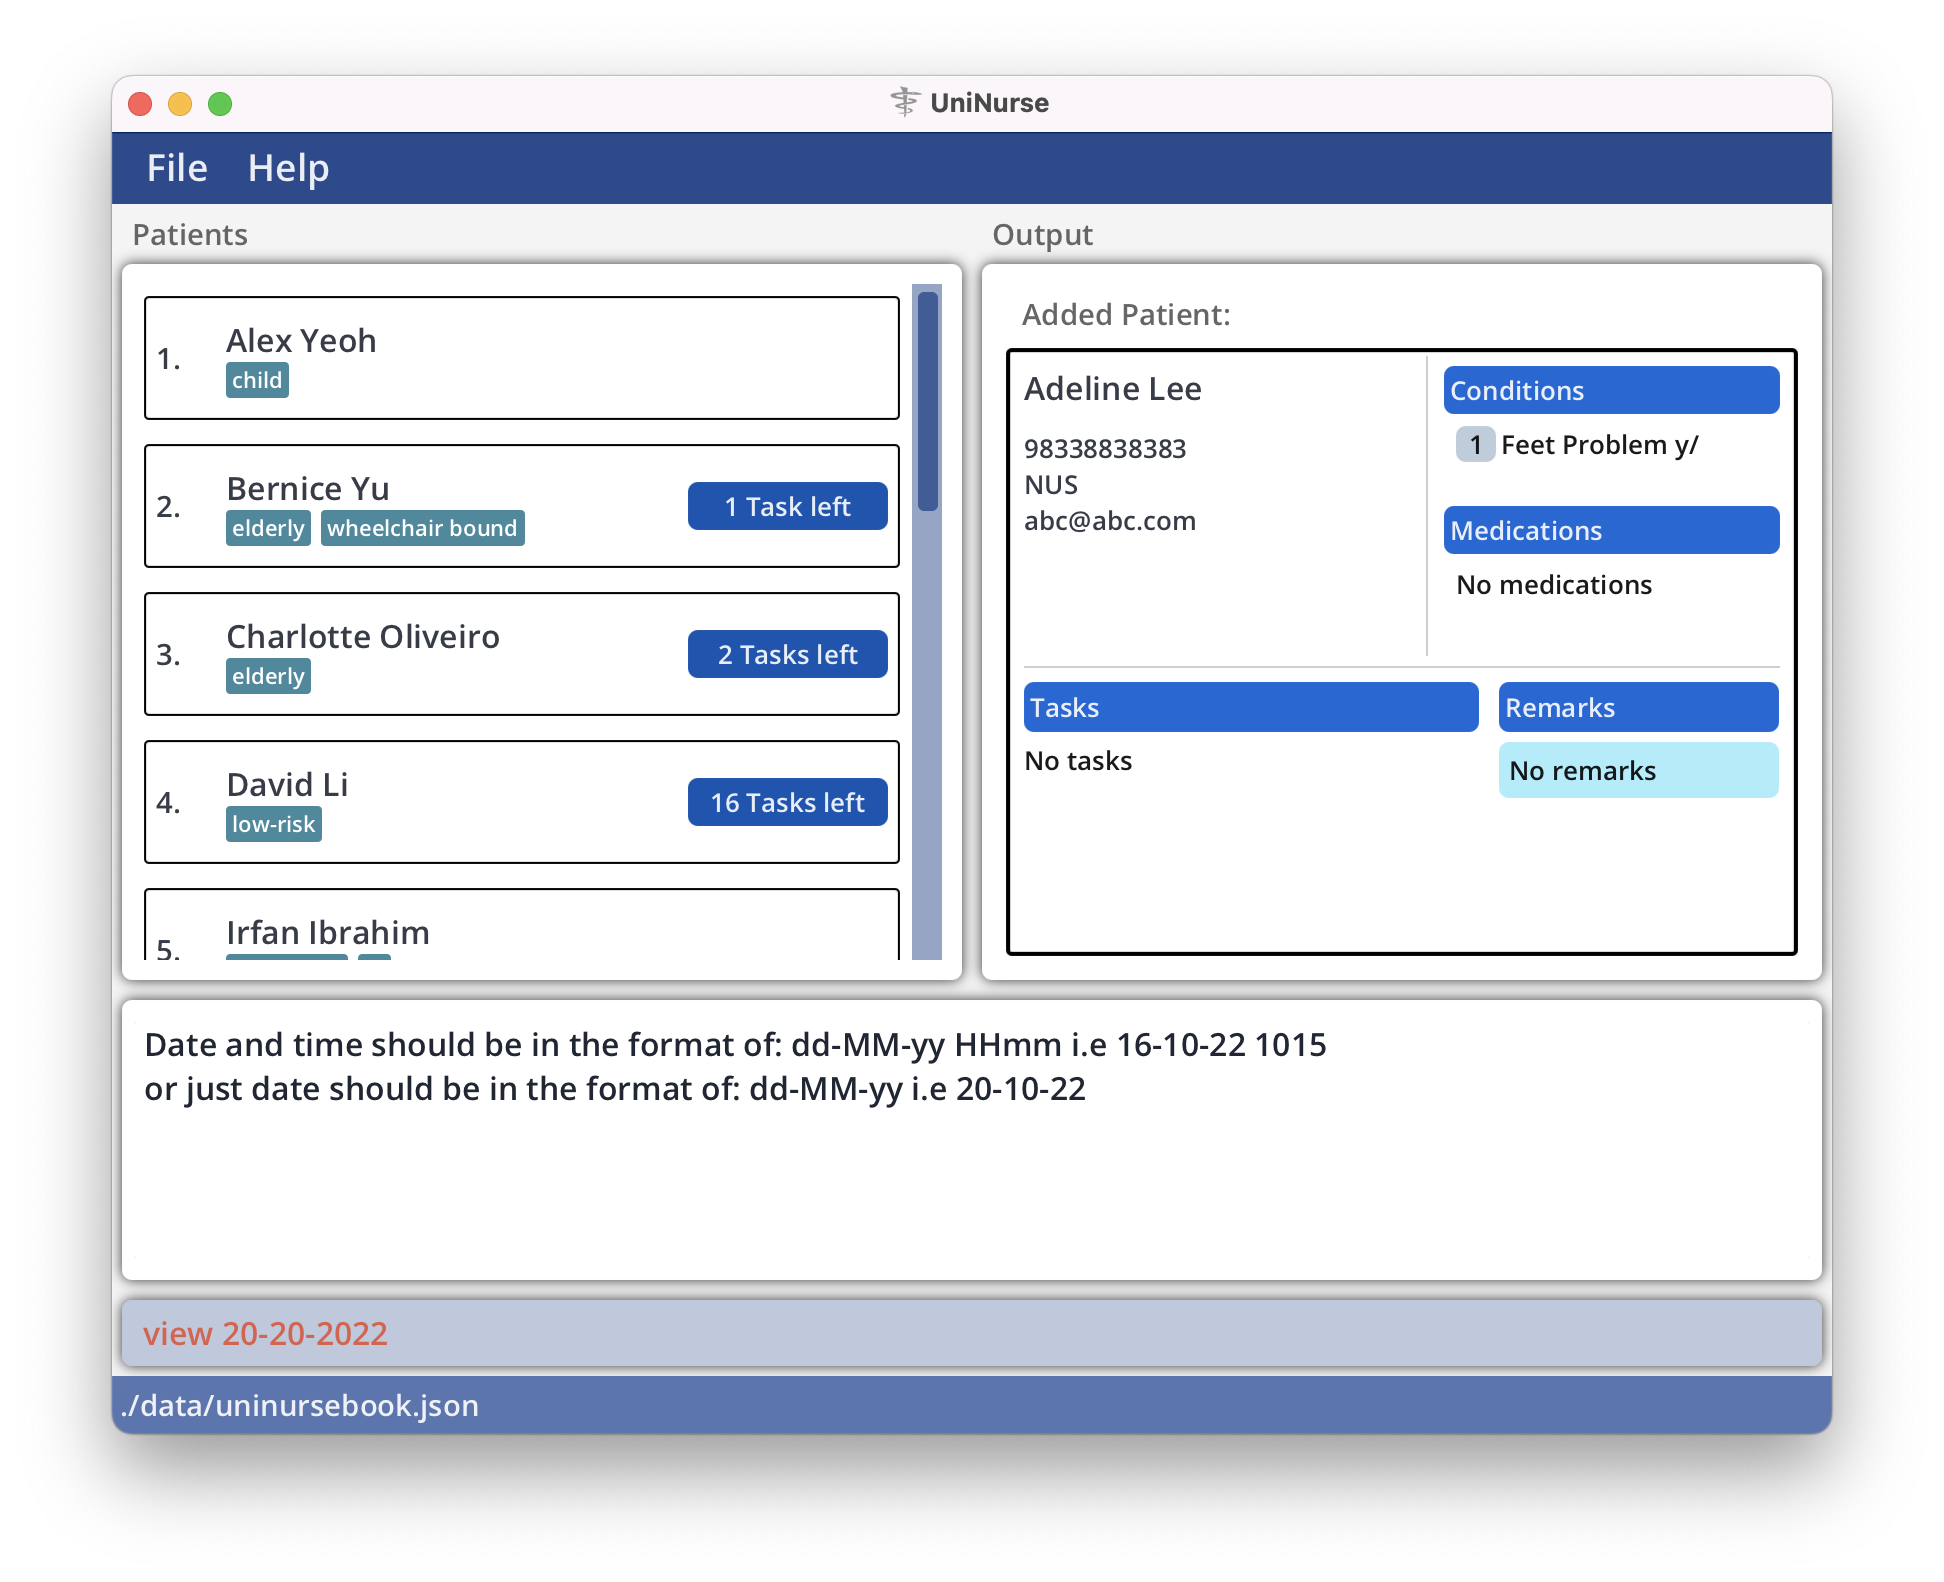 UniNurse
File Help
Patients
1.
Alex Yeoh
child
2.
Bernice Yu
elderly wheelchair bound
1 Task left
3.
Charlotte Oliveiro
elderly
2 Tasks left
4.
David Li
low-risk
16 Tasks left
5.
Irfan Ibrahim
Output
Added Patient:
Adeline Lee
98338838383
NUS
abc@abc.com
Conditions
1 Feet Problem y/
Medications
No medications
Tasks
No tasks
Remarks
No remarks
Date and time should be in the format of: dd-MM-yy HHmm i.e 16-10-22 1015
or just date should be in the format of: dd-MM-yy i.e 20-10-22
view 20-20-2022
./data/uninursebook.json